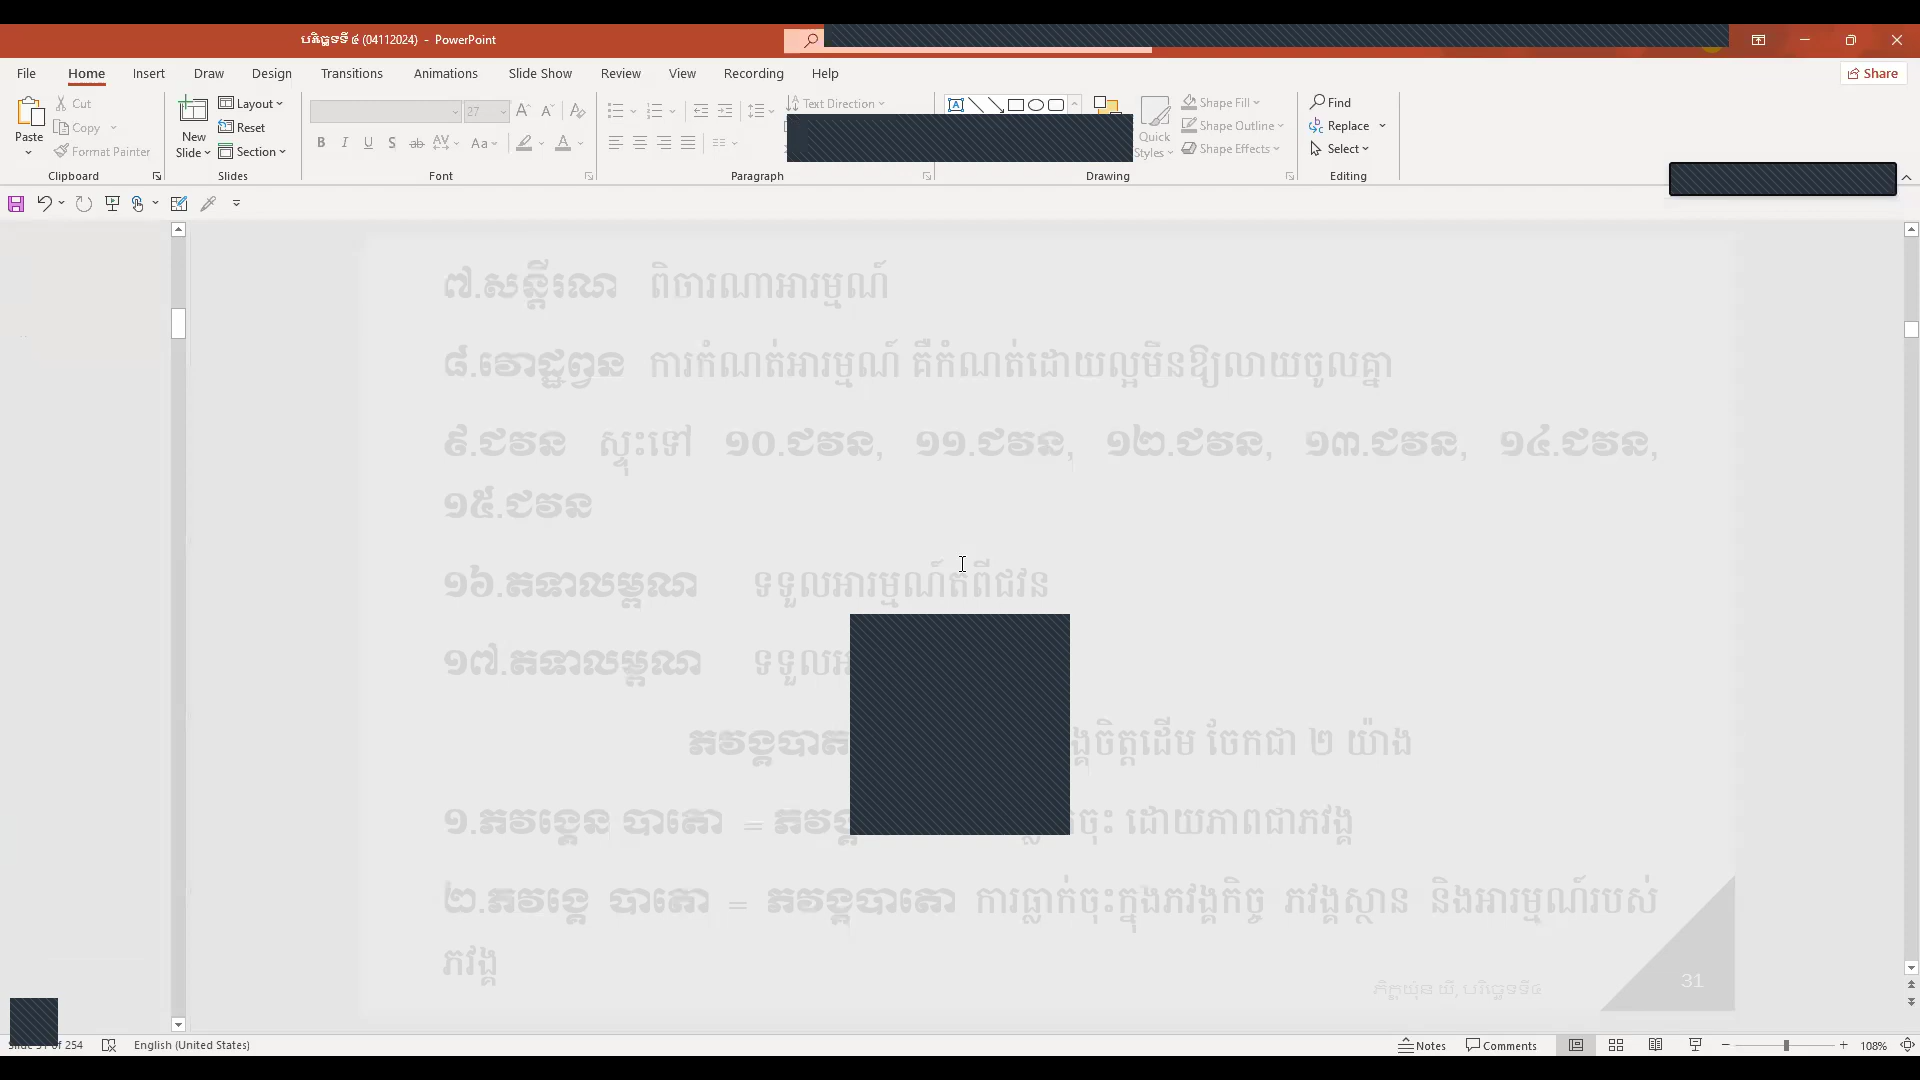 បរិច្ឆេទទី ៤ (04112024) - PowerPoint
File Home Insert Draw Design Transitions Animations Slide Show Review View Recording Help
Share
Paste
Cut
Copy
Format Painter
Clipboard
New
Slide
Layout
Reset
Section
Slides
27
B I U S ab AV Aa A
Font
Text Direction
Paragraph
Quick
Styles
Shape Fill
Shape Outline
Shape Effects
Drawing
Find
Replace
Select
Editing
៧.សន្តីរណ ពិចារណាអារម្មណ៍
៨.វោដ្ឋព្វន ការកំណត់អារម្មណ៍ គឺកំណត់ដោយល្អមិនឱ្យលាយចូលគ្នា
៩.ជវន ស្ទុះទៅ ១០.ជវន, ១១.ជវន, ១២.ជវន, ១៣.ជវន, ១៤.ជវន,
១៥.ជវន
១៦.តទាលម្ពណ ទទួលអារម្មណ៍តពីជវន
១៧.តទាលម្ពណ
ចែកជា ២ យ៉ាង
១.ភវង្គេន បាតោ = ចុះ ដោយភាពជាភវង្គ
២.ភវង្គេ បាតោ = ភវង្គបាតោ ការធ្លាក់ចុះក្នុងភវង្គកិច្ច ភវង្គស្ថាន និងអារម្មណ៍របស់
ភវង្គ
31
of 254
English (United States)
Notes
Comments
108%